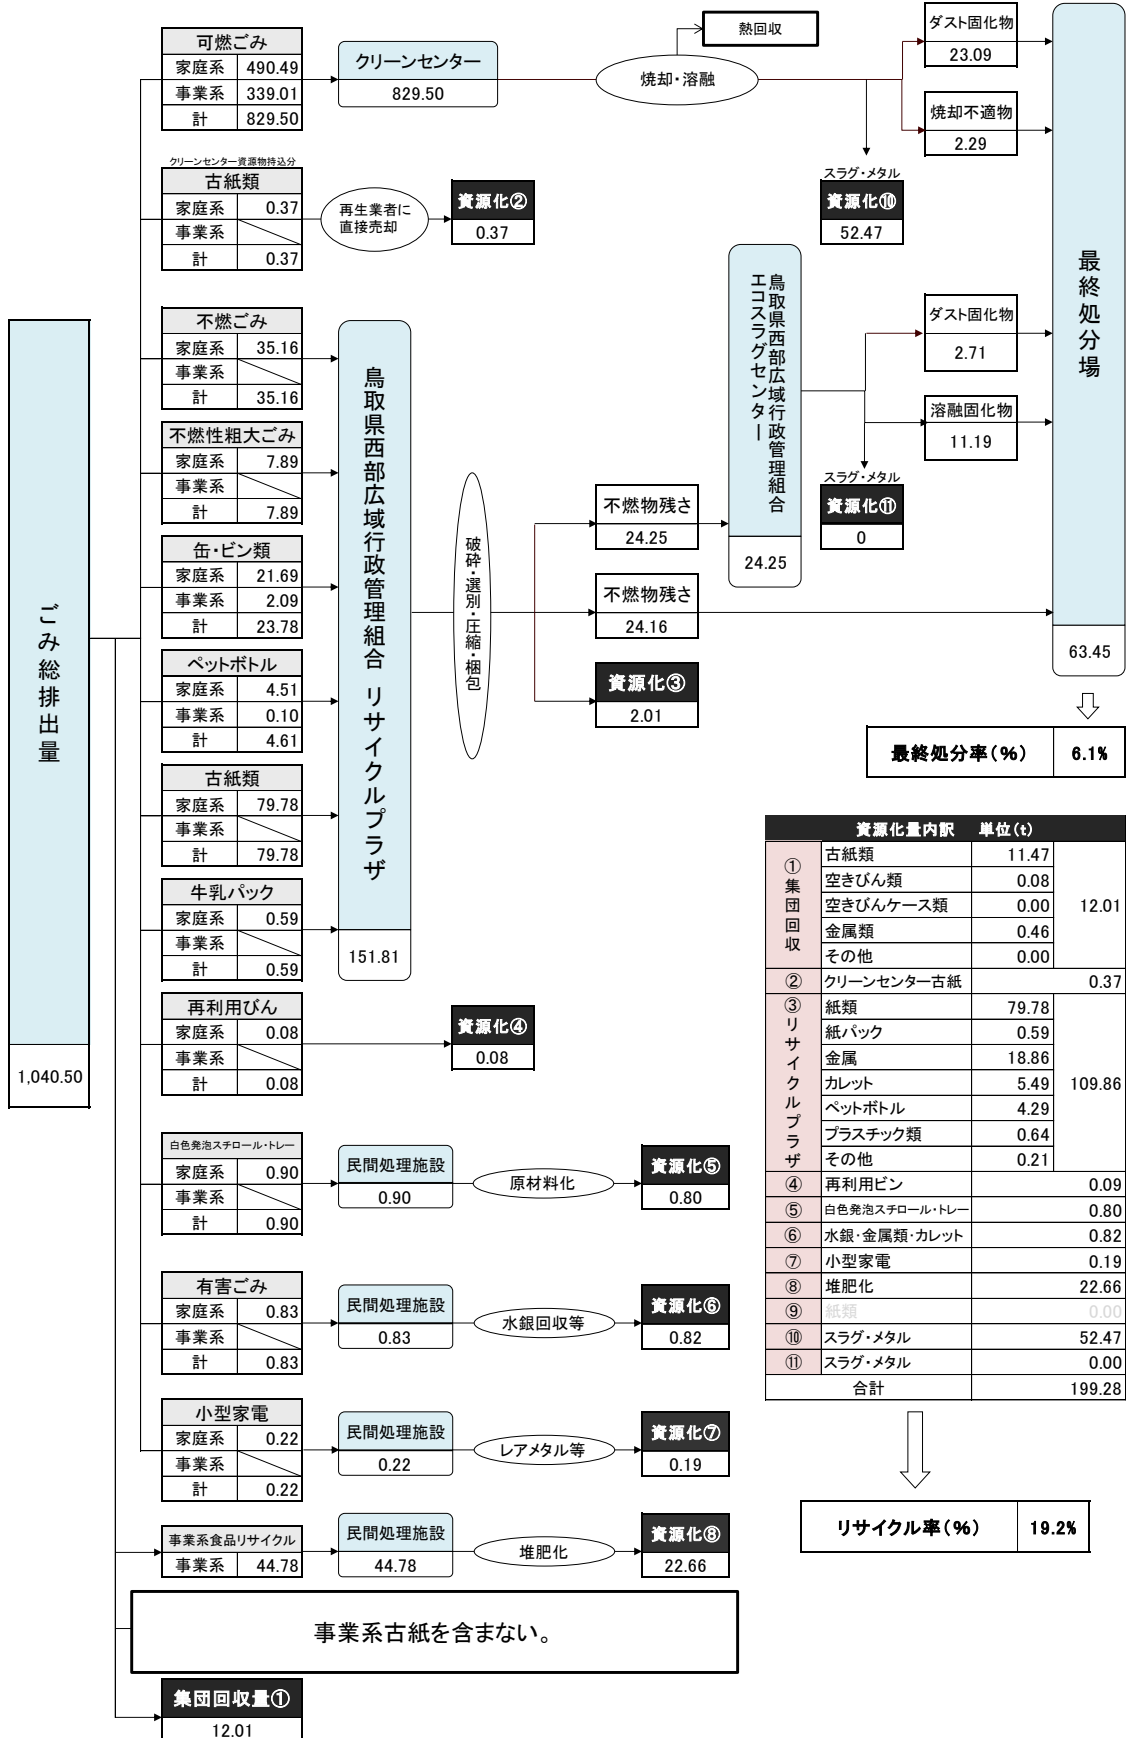 ごみ総排出量
1,040.50
可燃ごみ
家庭系 490.49
事業系 339.01
計 829.50
クリーンセンター
829.50
焼却・溶融
熱回収
ダスト固化物
23.09
焼却不適物
2.29
スラグ・メタル
資源化⑩
52.47
クリーンセンター資源物持込分
古紙類
家庭系 0.37
事業系
計 0.37
再生業者に
直接売却
資源化②
0.37
不燃ごみ
家庭系 35.16
事業系
計 35.16
不燃性粗大ごみ
家庭系 7.89
事業系
計 7.89
缶・ビン類
家庭系 21.69
事業系 2.09
計 23.78
ペットボトル
家庭系 4.51
事業系 0.10
計 4.61
古紙類
家庭系 79.78
事業系
計 79.78
牛乳パック
家庭系 0.59
事業系
計 0.59
鳥取県西部広域行政管理組合 リサイクルプラザ
151.81
破砕・選別・圧縮・梱包
不燃物残さ
24.25
不燃物残さ
24.16
資源化③
2.01
鳥取県西部広域行政管理組合
エコスラグセンター
24.25
ダスト固化物
2.71
溶融固化物
11.19
スラグ・メタル
資源化⑪
0
最終処分場
63.45
最終処分率(%) 6.1%
再利用びん
家庭系 0.08
事業系
計 0.08
資源化④
0.08
白色発泡スチロール・トレー
家庭系 0.90
事業系
計 0.90
民間処理施設
0.90
原材料化
資源化⑤
0.80
有害ごみ
家庭系 0.83
事業系
計 0.83
民間処理施設
0.83
水銀回収等
資源化⑥
0.82
小型家電
家庭系 0.22
事業系
計 0.22
民間処理施設
0.22
レアメタル等
資源化⑦
0.19
事業系食品リサイクル
事業系 44.78
民間処理施設
44.78
堆肥化
資源化⑧
22.66
事業系古紙を含まない。
集団回収量①
12.01
資源化量内訳 単位(t)
①集団回収
古紙類 11.47
空きびん類 0.08
空きびんケース類 0.00 12.01
金属類 0.46
その他 0.00
② クリーンセンター古紙 0.37
③リサイクルプラザ
紙類 79.78
紙パック 0.59
金属 18.86
カレット 5.49 109.86
ペットボトル 4.29
プラスチック類 0.64
その他 0.21
④ 再利用ビン 0.09
⑤ 白色発泡スチロール・トレー 0.80
⑥ 水銀・金属類・カレット 0.82
⑦ 小型家電 0.19
⑧ 堆肥化 22.66
⑨ 紙類 0.00
⑩ スラグ・メタル 52.47
⑪ スラグ・メタル 0.00
合計 199.28
リサイクル率(%) 19.2%